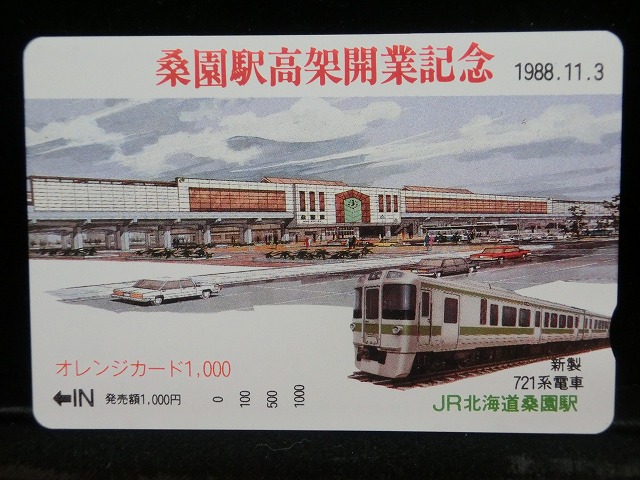 桑園駅高架開業記念
1988.11.3
オレンジカード1,000
IN
発売額1,000円
0 100 500 1000
新製
721系電車
JR北海道桑園駅